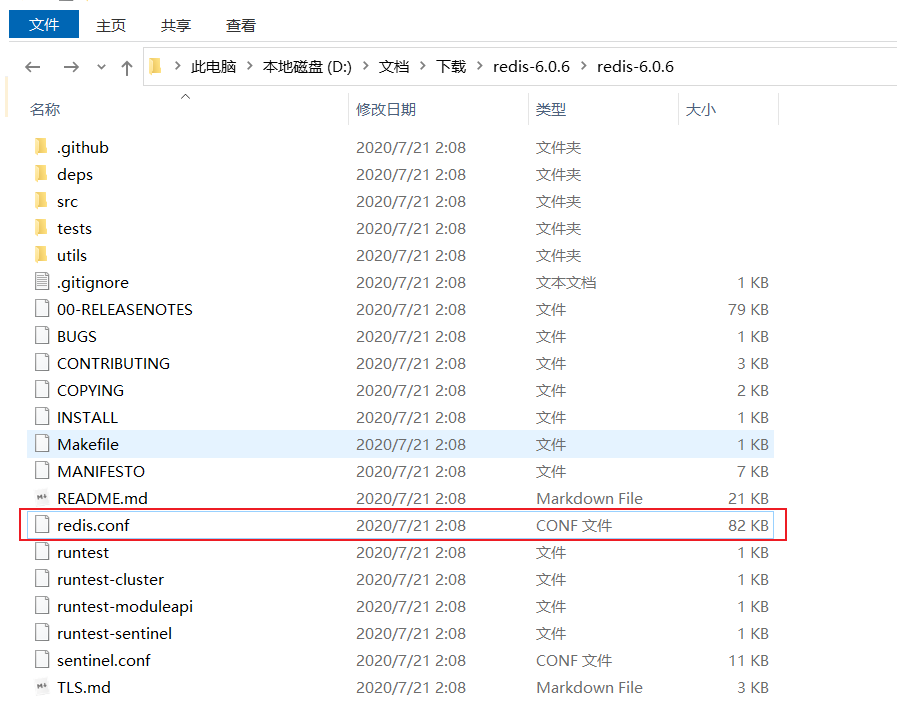 文件 主页 共享 查看
此电脑 > 本地磁盘 (D:) > 文档 > 下载 > redis-6.0.6 > redis-6.0.6
名称 修改日期 类型 大小
.github 2020/7/21 2:08 文件夹
deps 2020/7/21 2:08 文件夹
src 2020/7/21 2:08 文件夹
tests 2020/7/21 2:08 文件夹
utils 2020/7/21 2:08 文件夹
.gitignore 2020/7/21 2:08 文本文档 1 KB
00-RELEASENOTES 2020/7/21 2:08 文件 79 KB
BUGS 2020/7/21 2:08 文件 1 KB
CONTRIBUTING 2020/7/21 2:08 文件 3 KB
COPYING 2020/7/21 2:08 文件 2 KB
INSTALL 2020/7/21 2:08 文件 1 KB
Makefile 2020/7/21 2:08 文件 1 KB
MANIFESTO 2020/7/21 2:08 文件 7 KB
README.md 2020/7/21 2:08 Markdown File 21 KB
redis.conf 2020/7/21 2:08 CONF 文件 82 KB
runtest 2020/7/21 2:08 文件 1 KB
runtest-cluster 2020/7/21 2:08 文件 1 KB
runtest-moduleapi 2020/7/21 2:08 文件 1 KB
runtest-sentinel 2020/7/21 2:08 文件 1 KB
sentinel.conf 2020/7/21 2:08 CONF 文件 11 KB
TLS.md 2020/7/21 2:08 Markdown File 3 KB